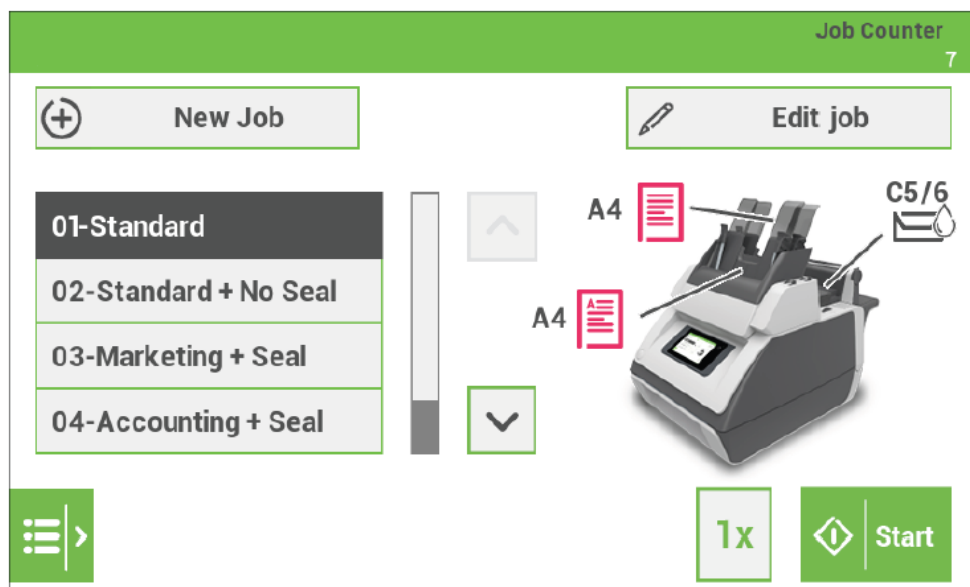 Job Counter
7
New Job
Edit job
01-Standard
02-Standard + No Seal
03-Marketing + Seal
04-Accounting + Seal
A4
C5/6
A4
1x
Start